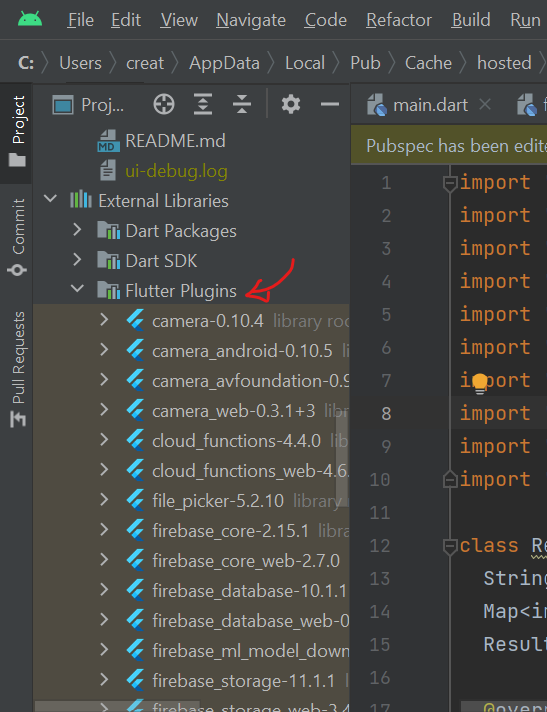 File Edit View Navigate Code Refactor Build Run
C: Users creat AppData Local Pub Cache hosted
Project
Commit
Pull Requests
Proj...
README.md
ui-debug.log
External Libraries
Dart Packages
Dart SDK
Flutter Plugins
camera-0.10.4 library roo
camera_android-0.10.5 li
camera_avfoundation-0.9
camera_web-0.3.1+3 libr
cloud_functions-4.4.0 libra
cloud_functions_web-4.6.
file_picker-5.2.10 library
firebase_core-2.15.1 libra
firebase_core_web-2.7.0
firebase_database-10.1.1
firebase_database_web-0
firebase_ml_model_down
firebase_storage-11.1.1
firebase_storage_web-3.4
main.dart
Pubspec has been edite
1 import
2 import
3 import
4 import
5 import
6 import
7 import
8 import
9 import
10 import
11
12 class Re
13 String
14 Map<in
15 Result
16
17 @overr